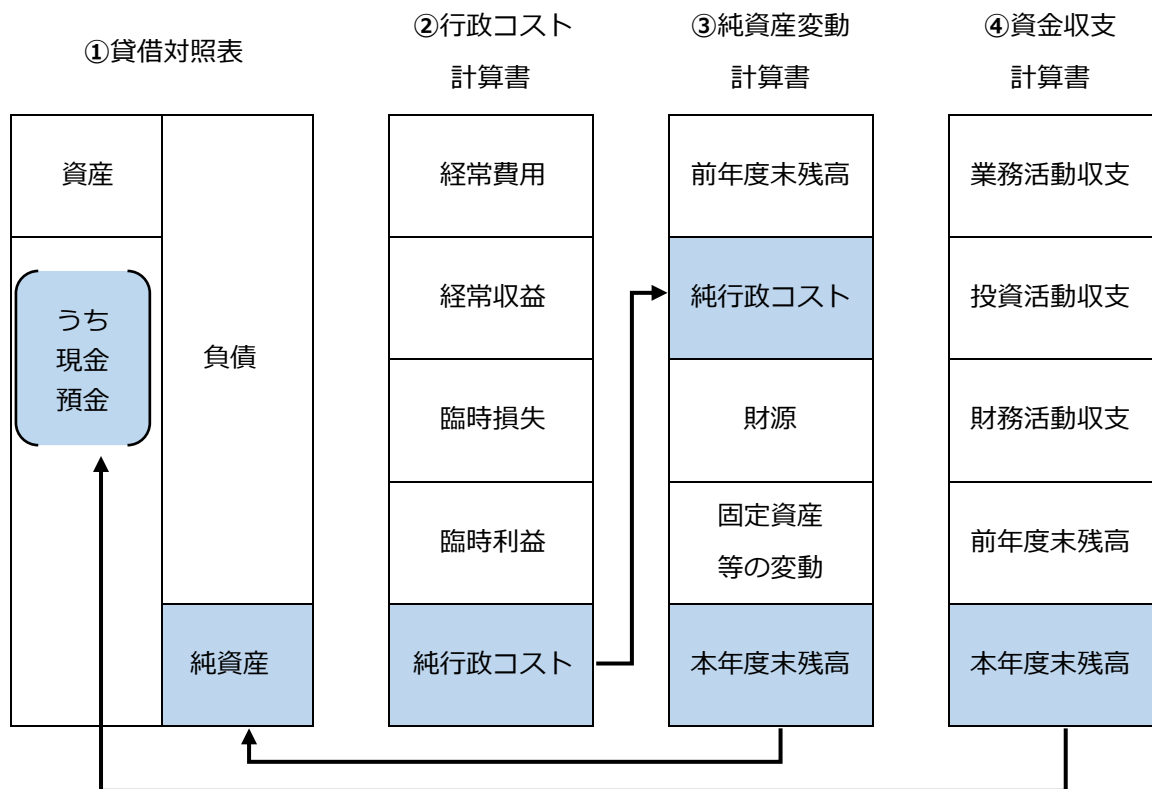 ①貸借対照表
②行政コスト
計算書
③純資産変動
計算書
④資金収支
計算書
資産
うち
現金
預金
負債
純資産
経常費用
経常収益
臨時損失
臨時利益
純行政コスト
前年度末残高
純行政コスト
財源
固定資産
等の変動
本年度末残高
業務活動収支
投資活動収支
財務活動収支
前年度末残高
本年度末残高